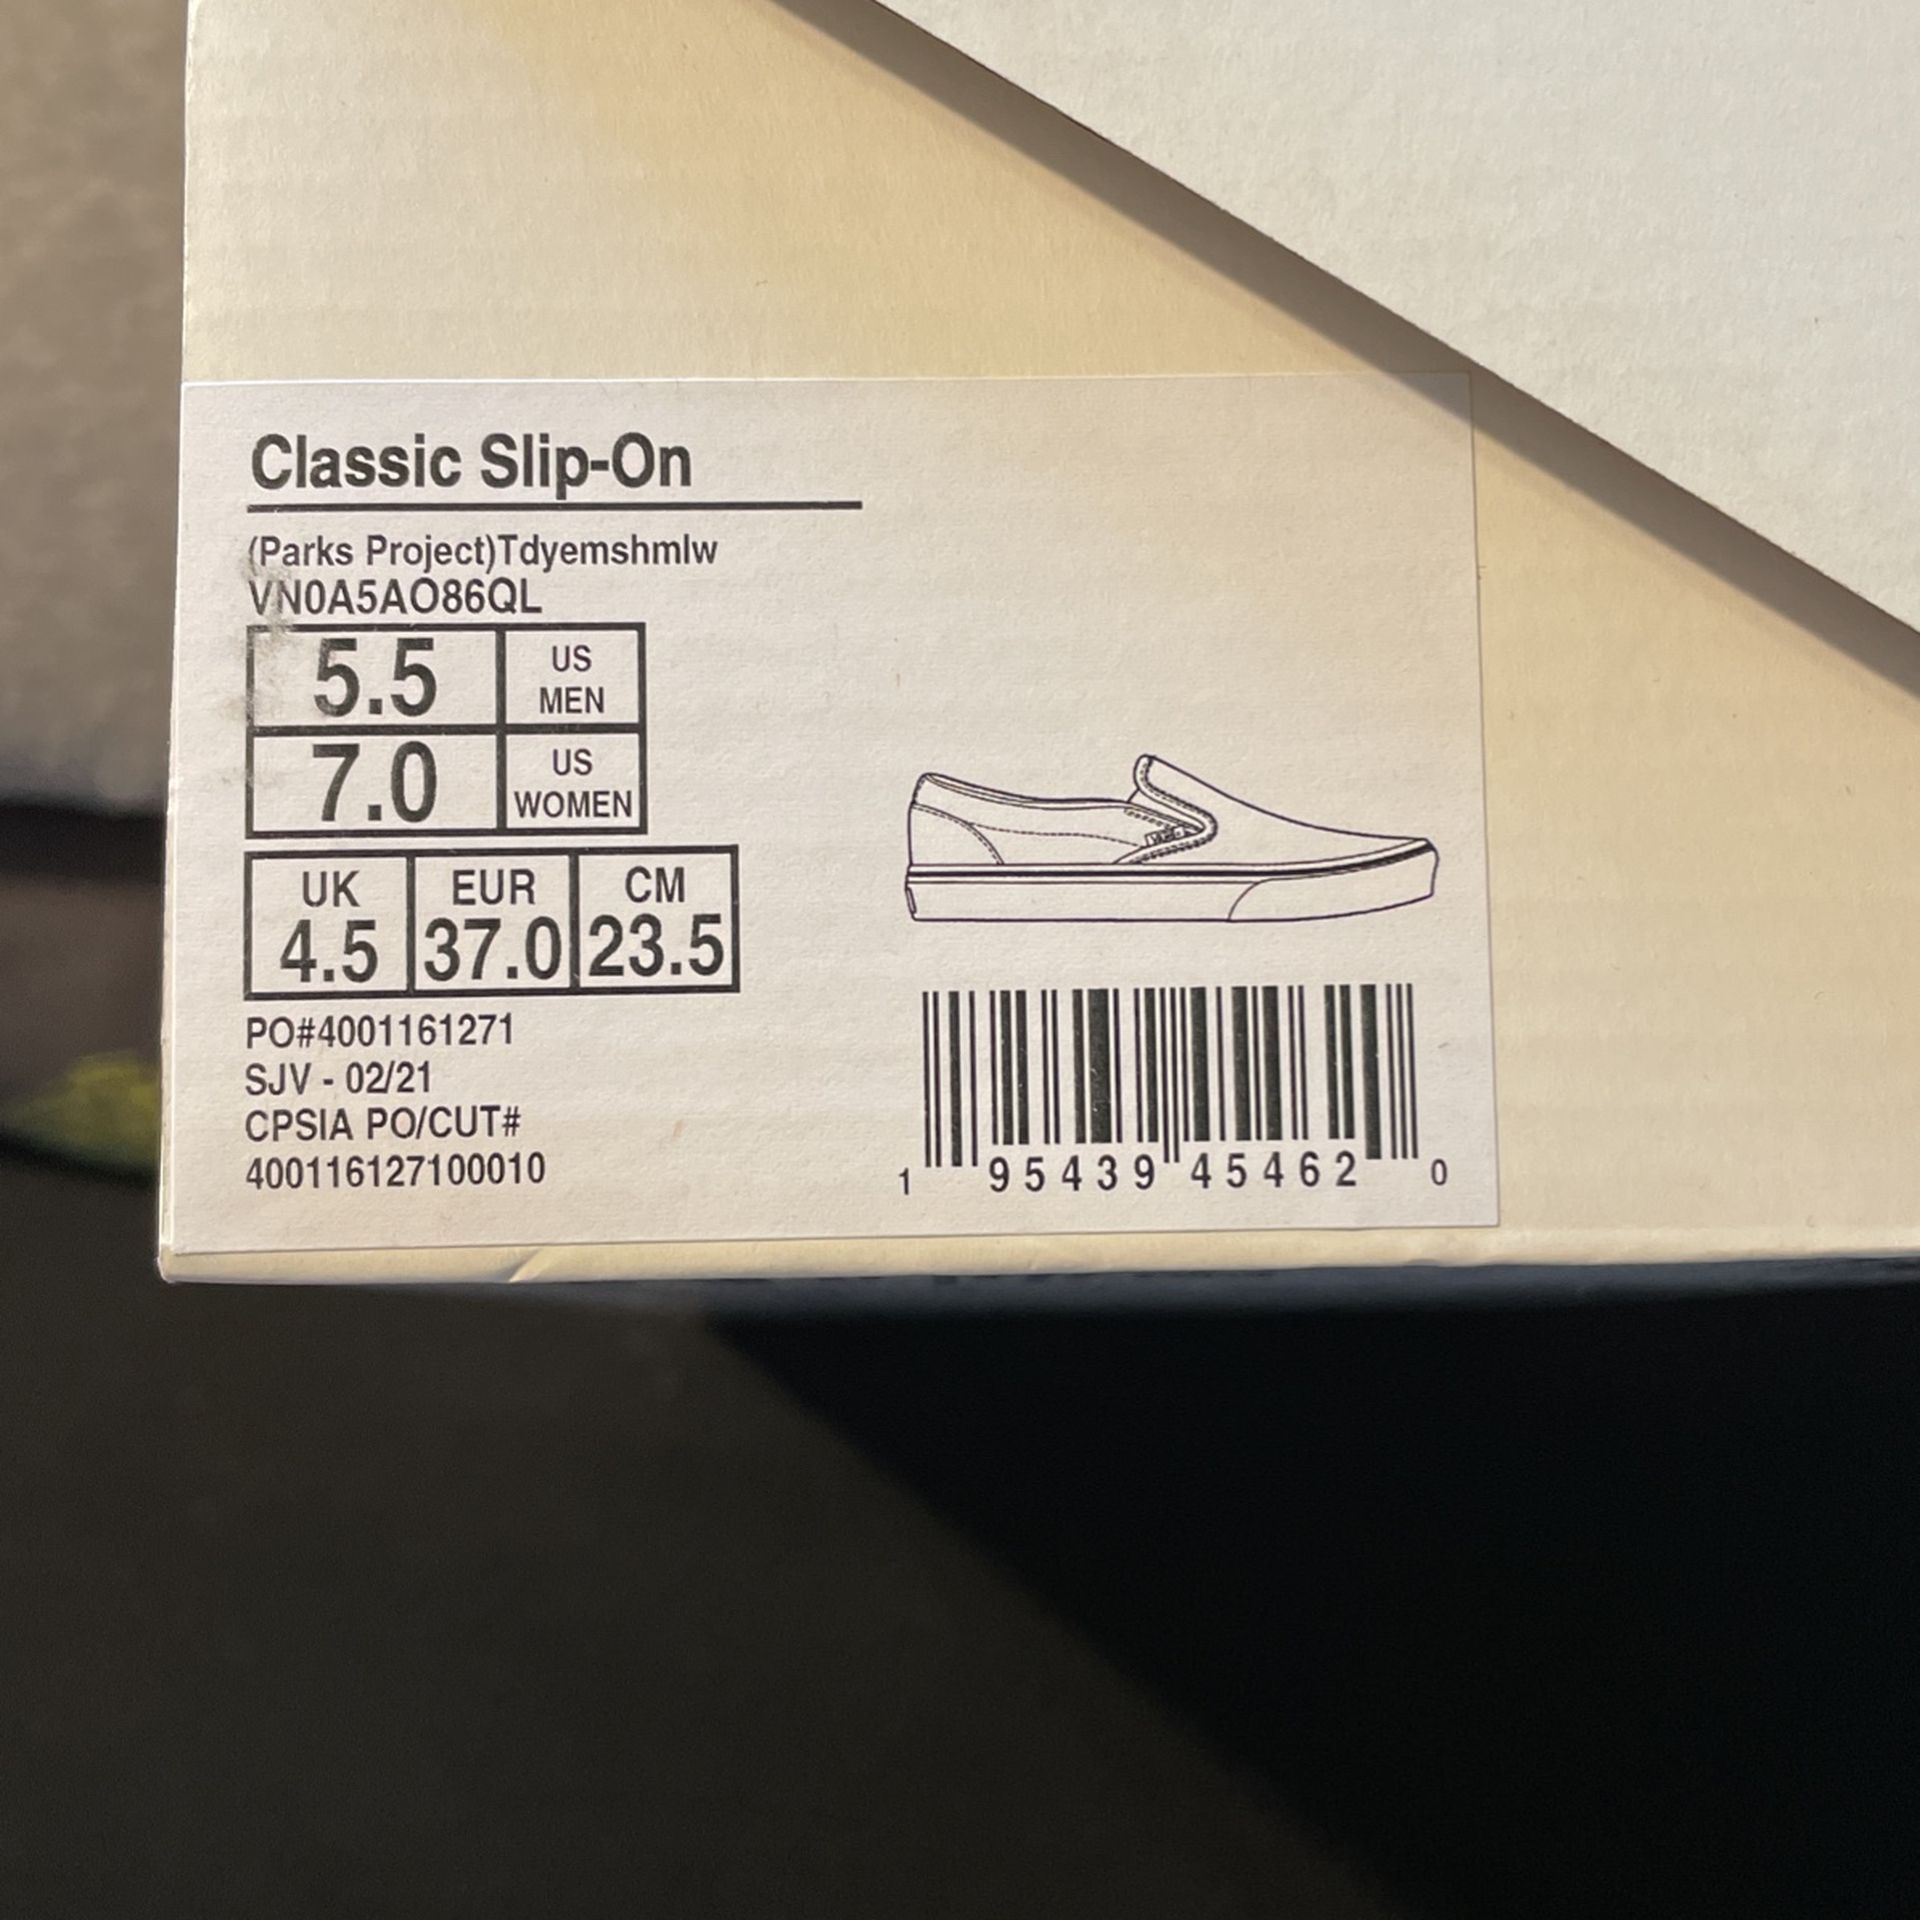 Classic Slip-On
(Parks Project)Tdyemshmlw
VN0A5AO86QL
5.5 US MEN
7.0 US WOMEN
UK EUR CM
4.5 37.0 23.5
PO#4001161271
SJV - 02/21
CPSIA PO/CUT#
400116127100010
1 95439 45462 0